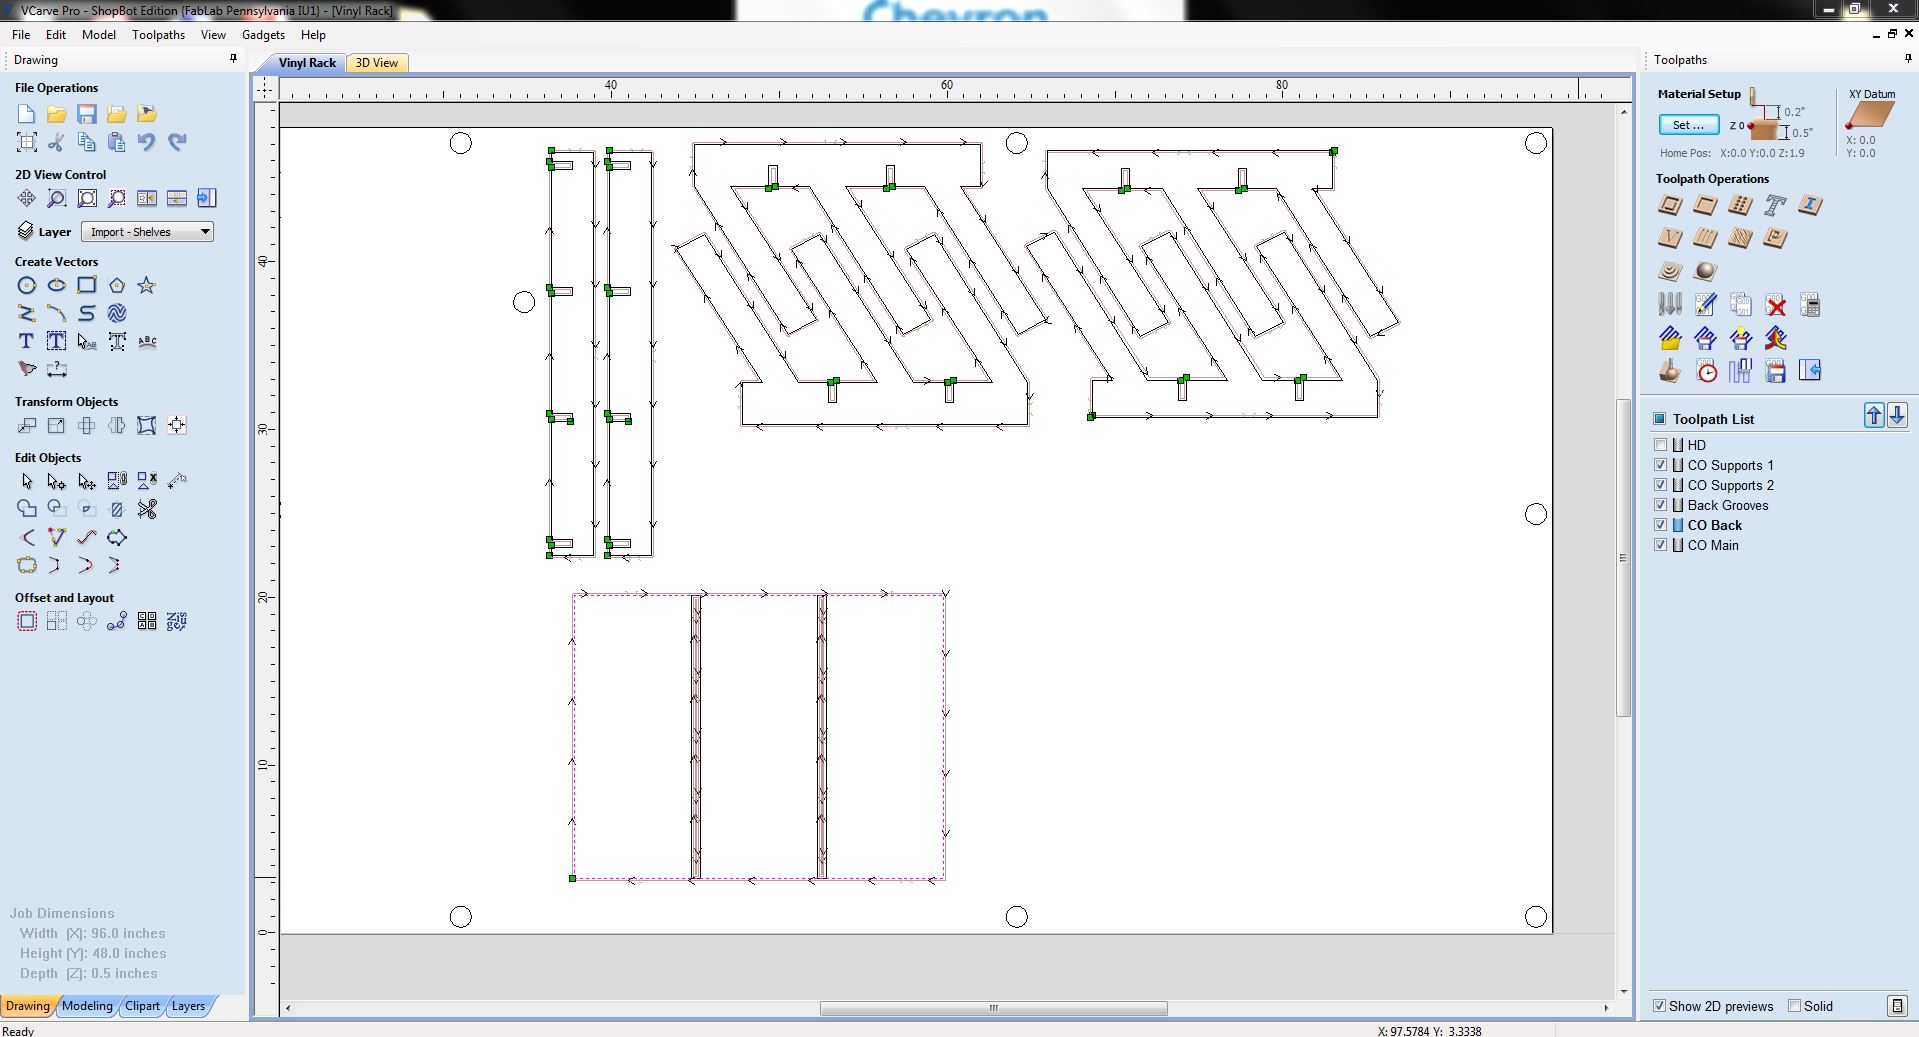 Chevron
VCarve Pro - ShopBot Edition {FabLab Pennsylvania IU1} - [Vinyl Rack]
File Edit Model Toolpaths View Gadgets Help
Drawing
Vinyl Rack 3D View
Toolpaths
File Operations
2D View Control
Layer Import - Shelves
Create Vectors
Transform Objects
Edit Objects
Offset and Layout
Job Dimensions
Width (X): 96.0 inches
Height (Y): 48.0 inches
Depth (Z): 0.5 inches
Drawing Modeling Clipart Layers
40 60 80
40
30
20
10
0
Material Setup
Set ...
Z 0
0.2"
0.5"
XY Datum
X: 0.0
Y: 0.0
Home Pos: X:0.0 Y:0.0 Z:1.9
Toolpath Operations
Toolpath List
HD
CO Supports 1
CO Supports 2
Back Grooves
CO Back
CO Main
Show 2D previews Solid
Ready
X: 97.5784 Y: 3.3338